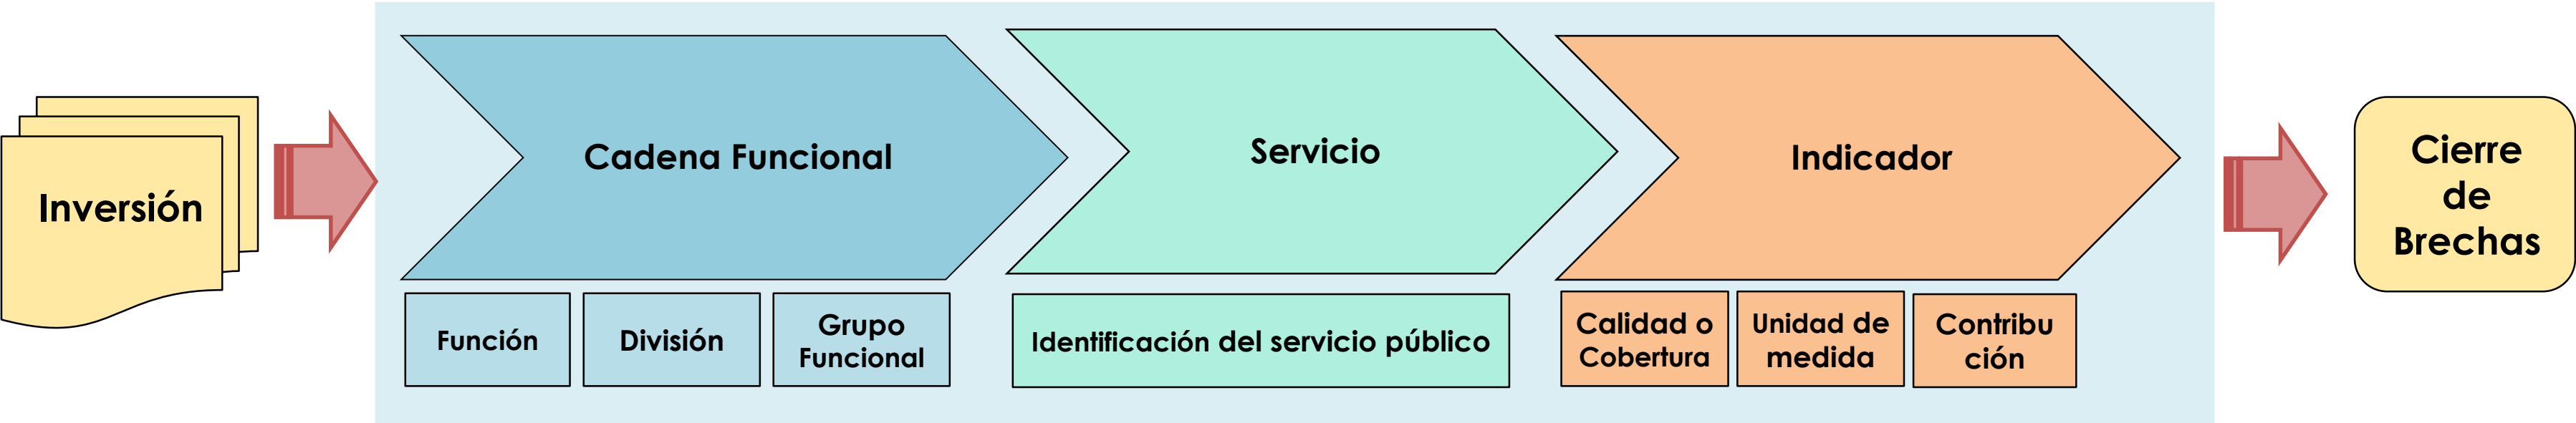 Inversión
Cadena Funcional
Función
División
Grupo
Funcional
Servicio
Identificación del servicio público
Indicador
Calidad o
Cobertura
Unidad de
medida
Contribu
ción
Cierre
de
Brechas